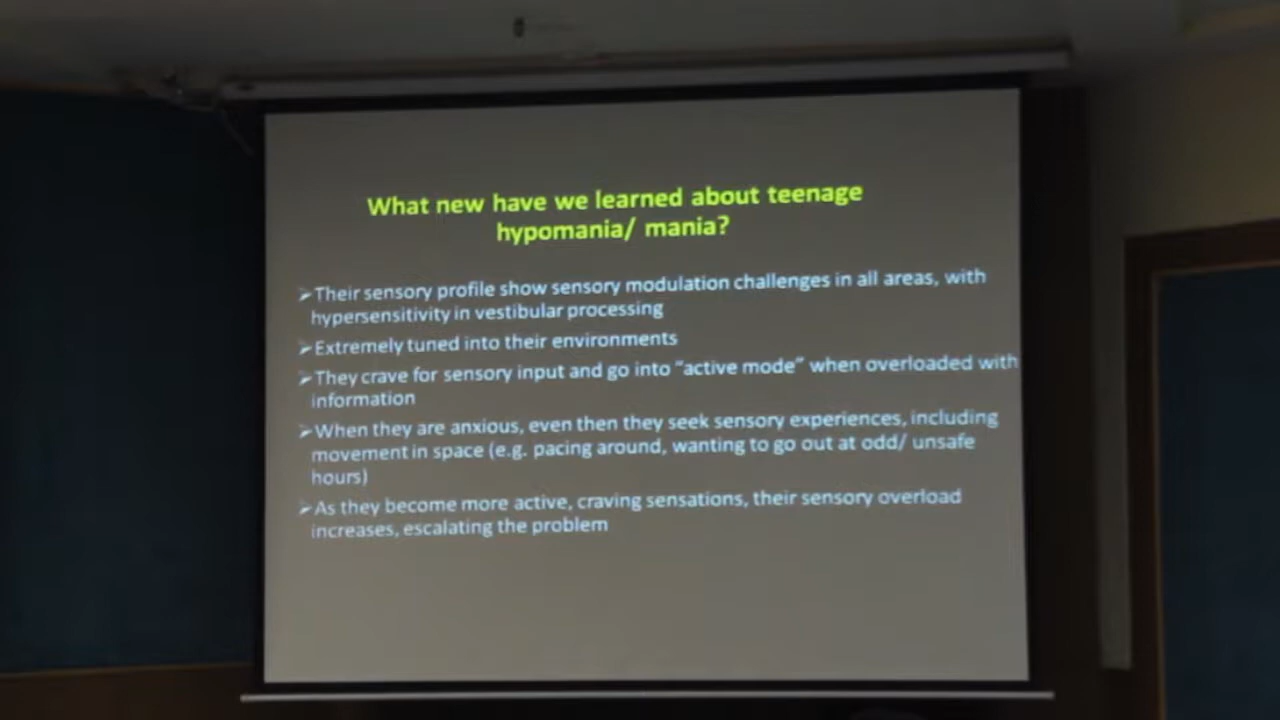 What new have we learned about teenage
hypomania/ mania?
➢Their sensory profile show sensory modulation challenges in all areas, with
hypersensitivity in vestibular processing
➢Extremely tuned into their environments
➢They crave for sensory input and go into "active mode" when overloaded with
information
➢When they are anxious, even then they seek sensory experiences, including
movement in space (e.g. pacing around, wanting to go out at odd/ unsafe
hours)
➢As they become more active, craving sensations, their sensory overload
increases, escalating the problem